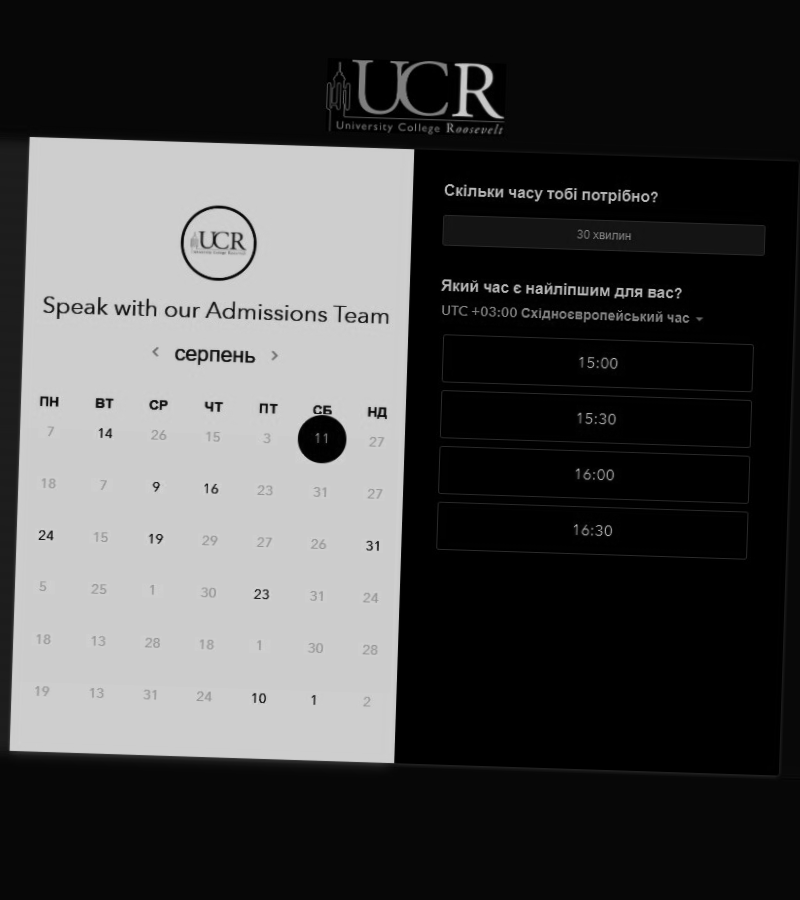 UCR
University College Roosevelt
UCR
Speak with our Admissions Team
серпень
ПН ВТ СР ЧТ ПТ СБ НД
7 14 26 15 3 11 27
18 7 9 16 23 31 27
24 15 19 29 27 26 31
5 25 1 30 23 31 24
18 13 28 18 1 30 28
19 13 31 24 10 1 2
Скільки часу тобі потрібно?
30 хвилин
Який час є найліпшим для вас?
UTC +03:00 Східноєвропейський час
15:00
15:30
16:00
16:30